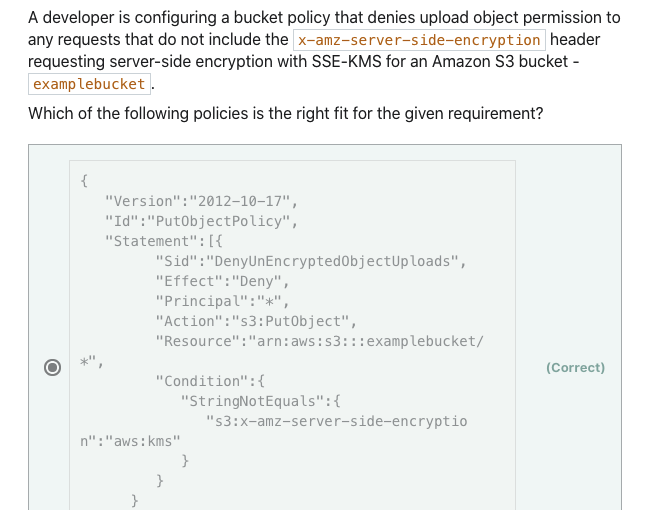 A developer is configuring a bucket policy that denies upload object permission to
any requests that do not include the x-amz-server-side-encryption header
requesting server-side encryption with SSE-KMS for an Amazon S3 bucket -
examplebucket.
Which of the following policies is the right fit for the given requirement?
{
"Version":"2012-10-17",
"Id":"PutObjectPolicy",
"Statement":[{
"Sid":"DenyUnEncryptedObjectUploads",
"Effect":"Deny",
"Principal":"*",
"Action":"s3:PutObject",
"Resource":"arn:aws:s3:::examplebucket/
*",
"Condition":{
"StringNotEquals":{
"s3:x-amz-server-side-encryptio
n":"aws:kms"
}
}
}
(Correct)